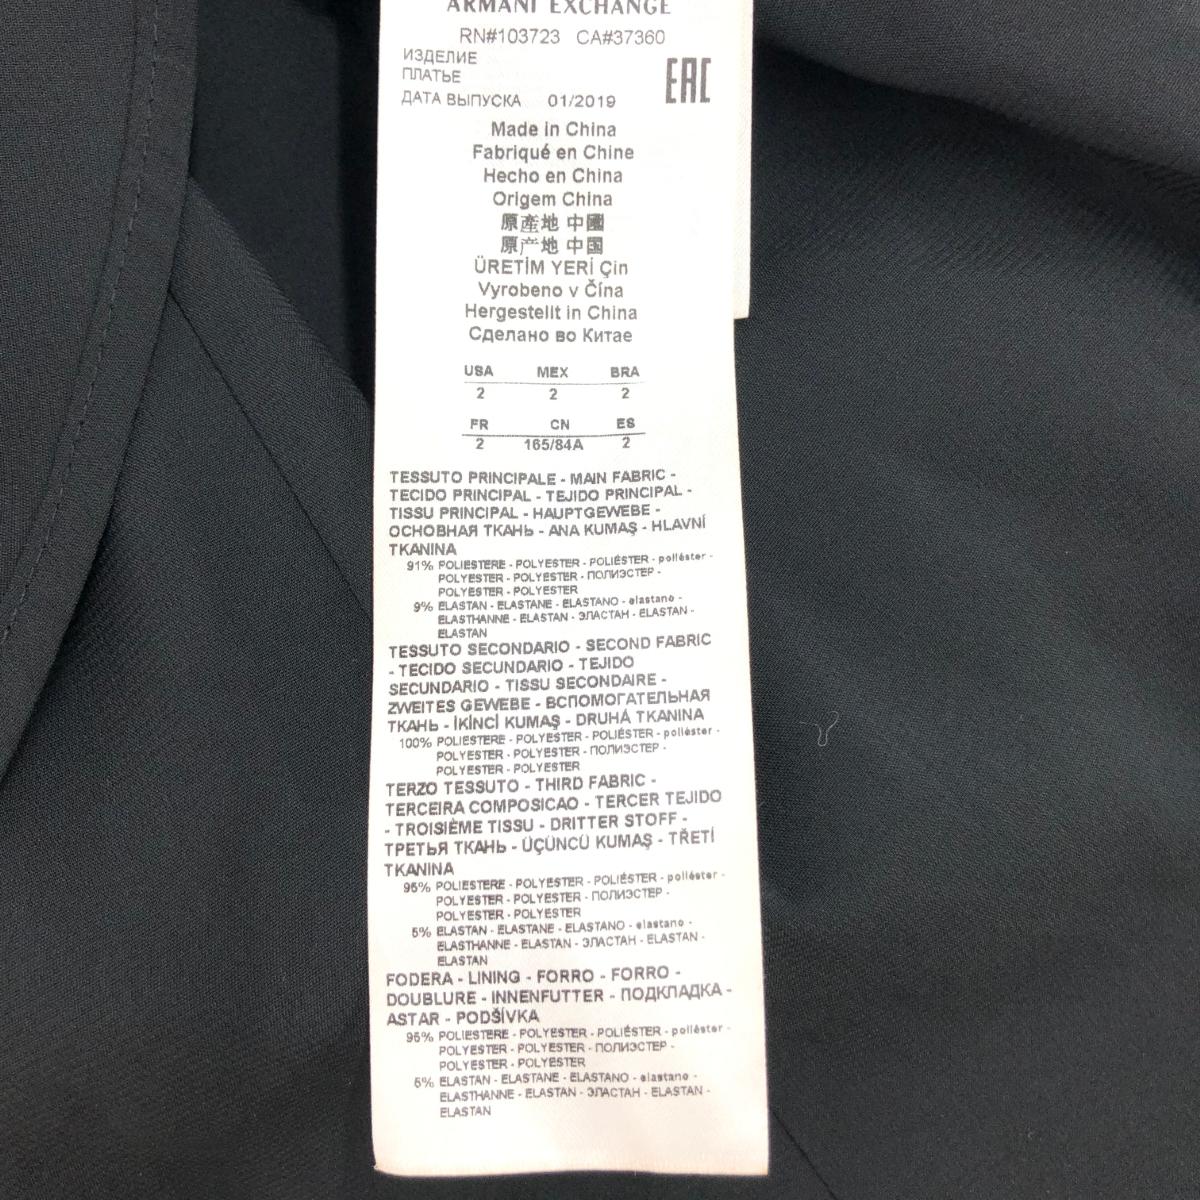 ARMANI EXCHANGE
RN#103723 CA#37360
ИЗДЕЛИЕ
ПЛАТЬЕ
EAC
ДАТА ВЫПУСКА 01/2019
Made in China
Fabriqué en Chine
Hecho en China
Origem China
原產地 中國
原产地 中国
ÜRETİM YERİ Çin
Vyrobeno v Čína
Hergestellt in China
Сделано во Китае
USA MEX BRA
2 2 2
FR CN ES
2 165/84A 2
TESSUTO PRINCIPALE - MAIN FABRIC -
TECIDO PRINCIPAL - TEJIDO PRINCIPAL -
TISSU PRINCIPAL - HAUPTGEWEBE -
ОСНОВНАЯ ТКАНЬ - ANA KUMAŞ - HLAVNÍ
TKANINA
91% POLIESTERE - POLYESTER - POLIÉSTER - poliéster -
POLYESTER - POLYESTER - ПОЛИЭСТЕР -
POLYESTER - POLYESTER
9% ELASTAN - ELASTANE - ELASTANO - elastano -
ELASTHANNE - ELASTAN - ЭЛАСТАН - ELASTAN -
ELASTAN
TESSUTO SECONDARIO - SECOND FABRIC
- TECIDO SECUNDARIO - TEJIDO
SECUNDARIO - TISSU SECONDAIRE -
ZWEITES GEWEBE - ВСПОМОГАТЕЛЬНАЯ
ТКАНЬ - İKİNCİ KUMAŞ - DRUHÁ TKANINA
100% POLIESTERE - POLYESTER - POLIÉSTER - poliéster -
POLYESTER - POLYESTER - ПОЛИЭСТЕР -
POLYESTER - POLYESTER
TERZO TESSUTO - THIRD FABRIC -
TERCEIRA COMPOSICAO - TERCER TEJIDO
- TROISIÈME TISSU - DRITTER STOFF -
ТРЕТЬЯ ТКАНЬ - ÜÇÜNCÜ KUMAŞ - TŘETÍ
TKANINA
95% POLIESTERE - POLYESTER - POLIÉSTER - poliéster -
POLYESTER - POLYESTER - ПОЛИЭСТЕР -
POLYESTER - POLYESTER
5% ELASTAN - ELASTANE - ELASTANO - elastano -
ELASTHANNE - ELASTAN - ЭЛАСТАН - ELASTAN -
ELASTAN
FODERA - LINING - FORRO - FORRO -
DOUBLURE - INNENFUTTER - ПОДКЛАДКА -
ASTAR - PODŠÍVKA
95% POLIESTERE - POLYESTER - POLIÉSTER - poliéster -
POLYESTER - POLYESTER - ПОЛИЭСТЕР -
POLYESTER - POLYESTER
5% ELASTAN - ELASTANE - ELASTANO - elastano -
ELASTHANNE - ELASTAN - ЭЛАСТАН - ELASTAN -
ELASTAN